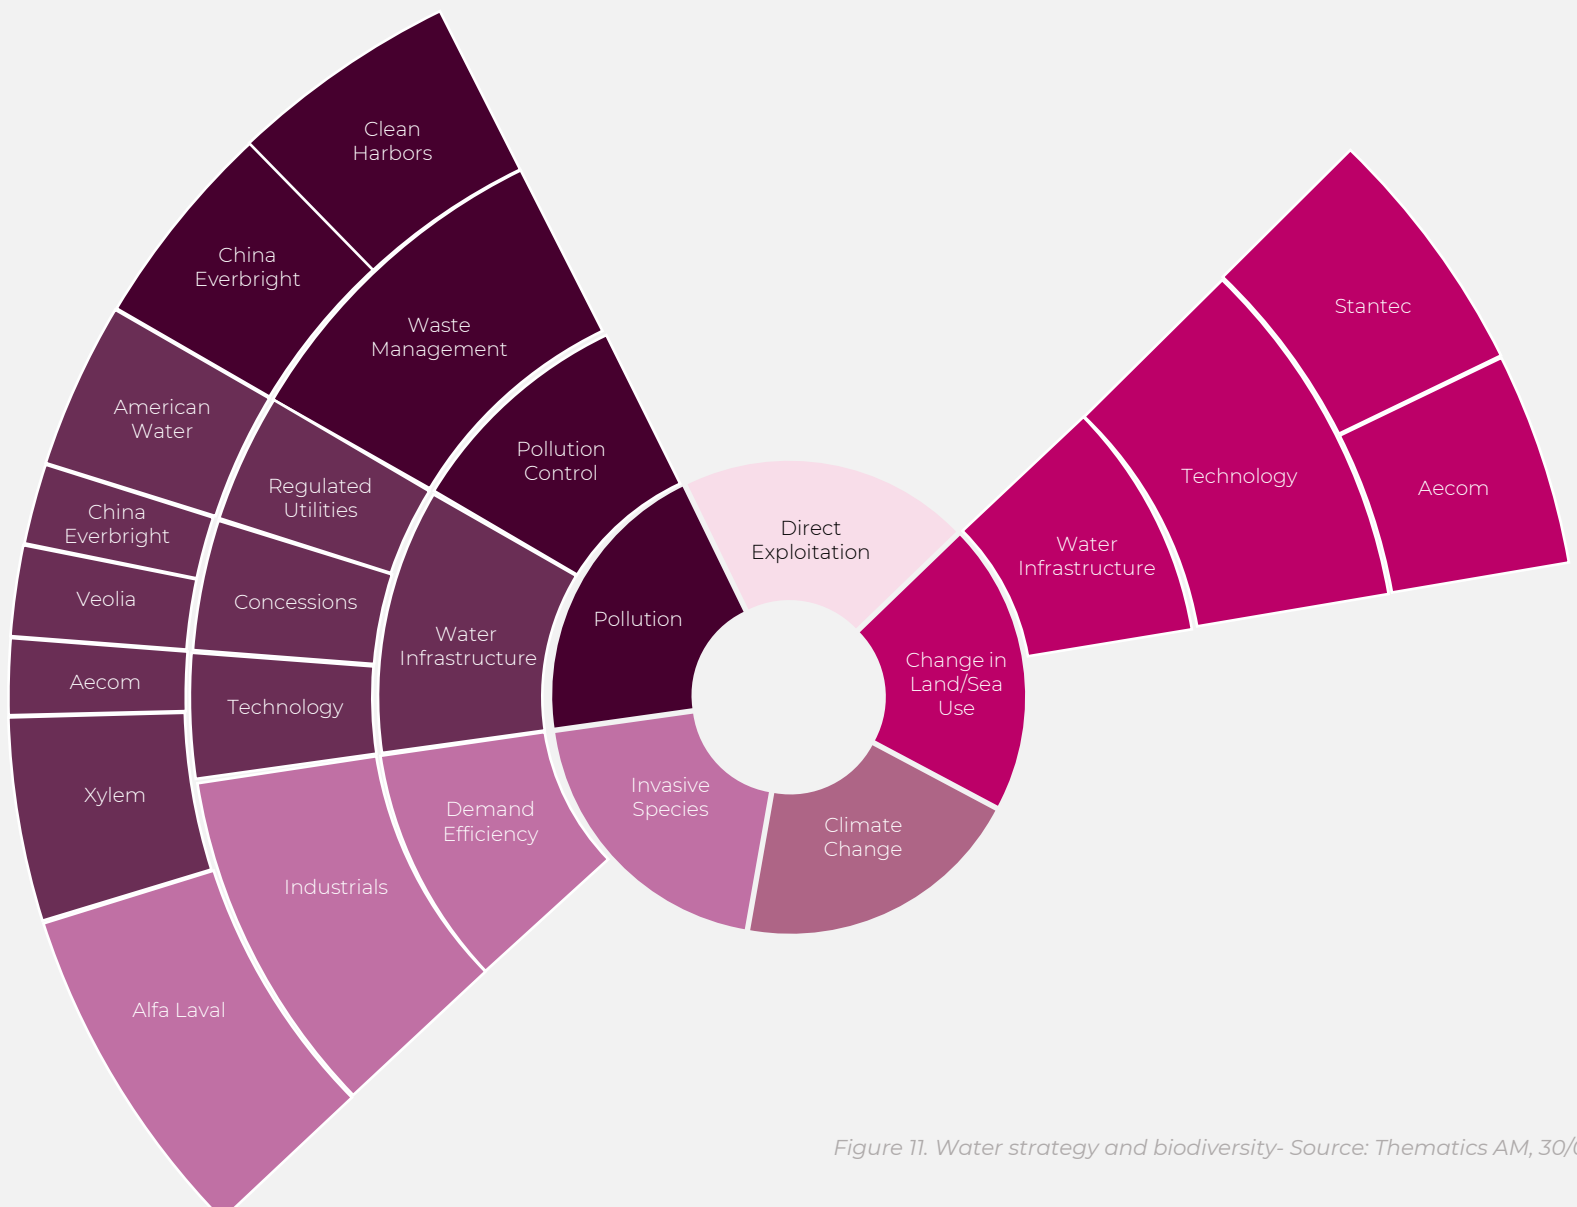 Clean
Harbors
China
Everbright
Waste
Management
American
Water
Pollution
Control
Regulated
Utilities
China
Everbright
Concessions
Veolia
Water
Infrastructure
Pollution
Aecom
Technology
Xylem
Demand
Efficiency
Industrials
Alfa Laval
Invasive
Species
Direct
Exploitation
Climate
Change
Change in
Land/Sea
Use
Water
Infrastructure
Technology
Stantec
Aecom
Figure 11. Water strategy and biodiversity- Source: Thematics AM,